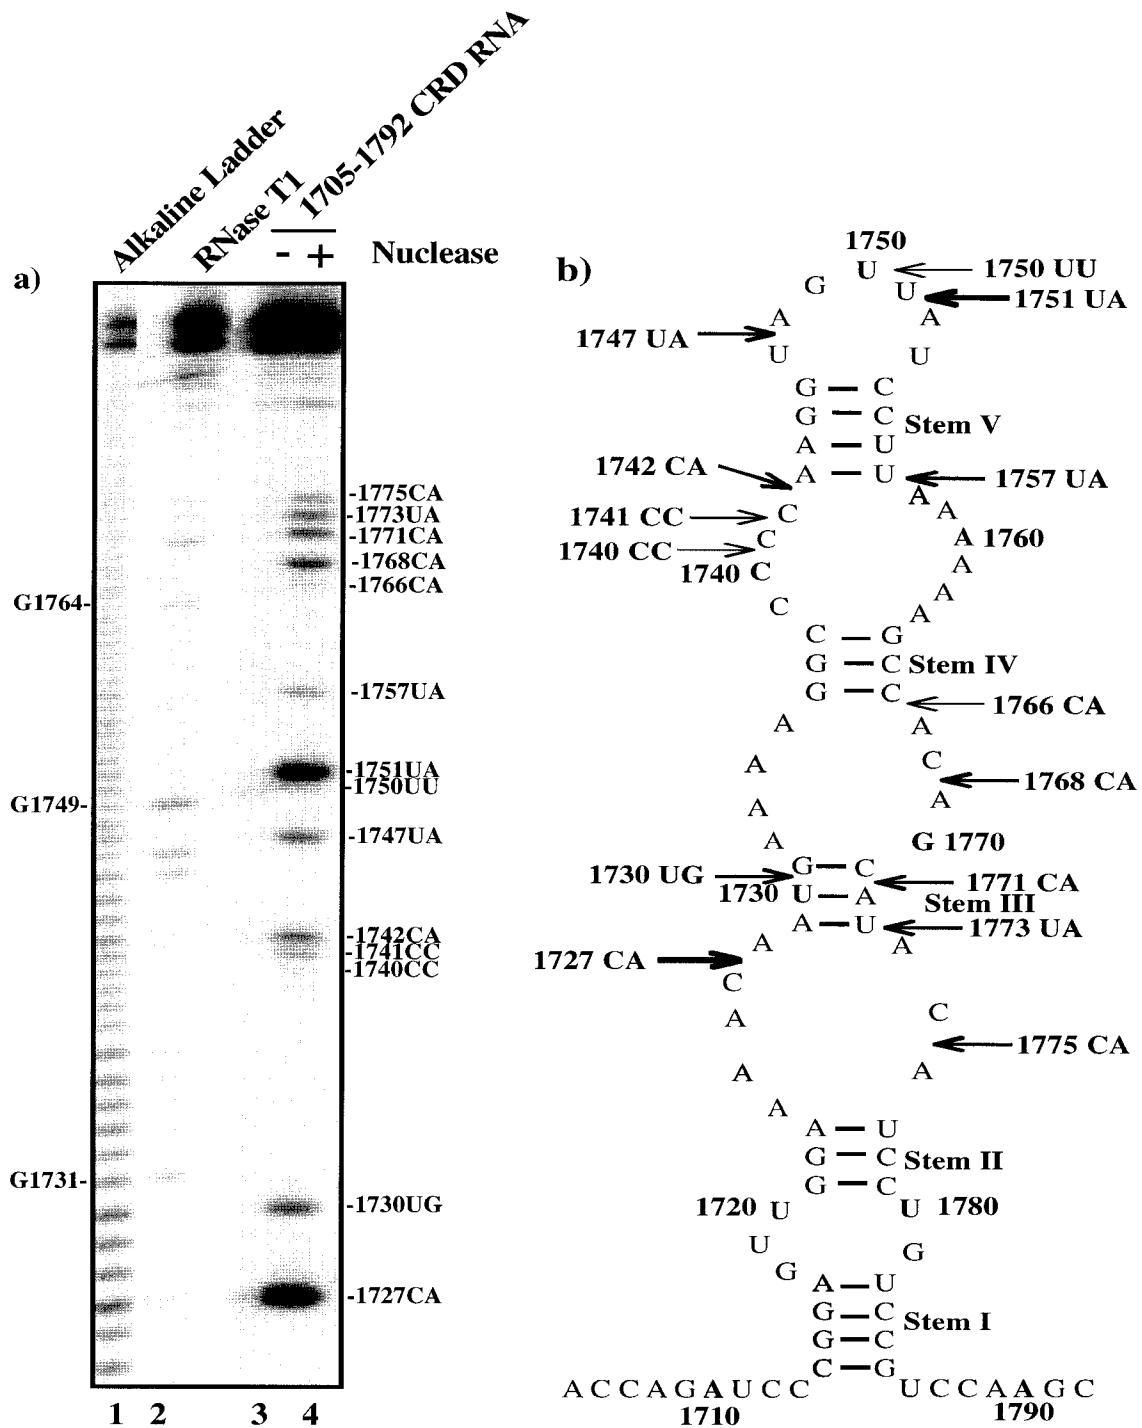 a)
Alkaline Ladder
RNase T1
1705-1792 CRD RNA
- + Nuclease
-1775CA
-1773UA
-1771CA
-1768CA
-1766CA
G1764-
-1757UA
-1751UA
-1750UU
G1749-
-1747UA
-1742CA
-1741CC
-1740CC
G1731-
-1730UG
-1727CA
1 2 3 4
b)
1750
U 1750 UU
G U 1751 UA
A A
1747 UA
U U
G — C
G — C
Stem V
A — U
1742 CA A — U 1757 UA
A
C A
1741 CC
C A 1760
1740 CC
1740 C A
C A
A
C — G
G — C Stem IV
G — C
1766 CA
A A
C
A 1768 CA
A A
G 1770
A
G — C
1730 UG 1771 CA
1730 U — A
Stem III
A — U 1773 UA
A A
1727 CA
C
A C
1775 CA
A A
A
A — U
G — C Stem II
G — C
1720 U U 1780
U G
G
A — U
G — C Stem I
G — C
C — G
A C C A G A U C C U C C A A G C
1710 1790